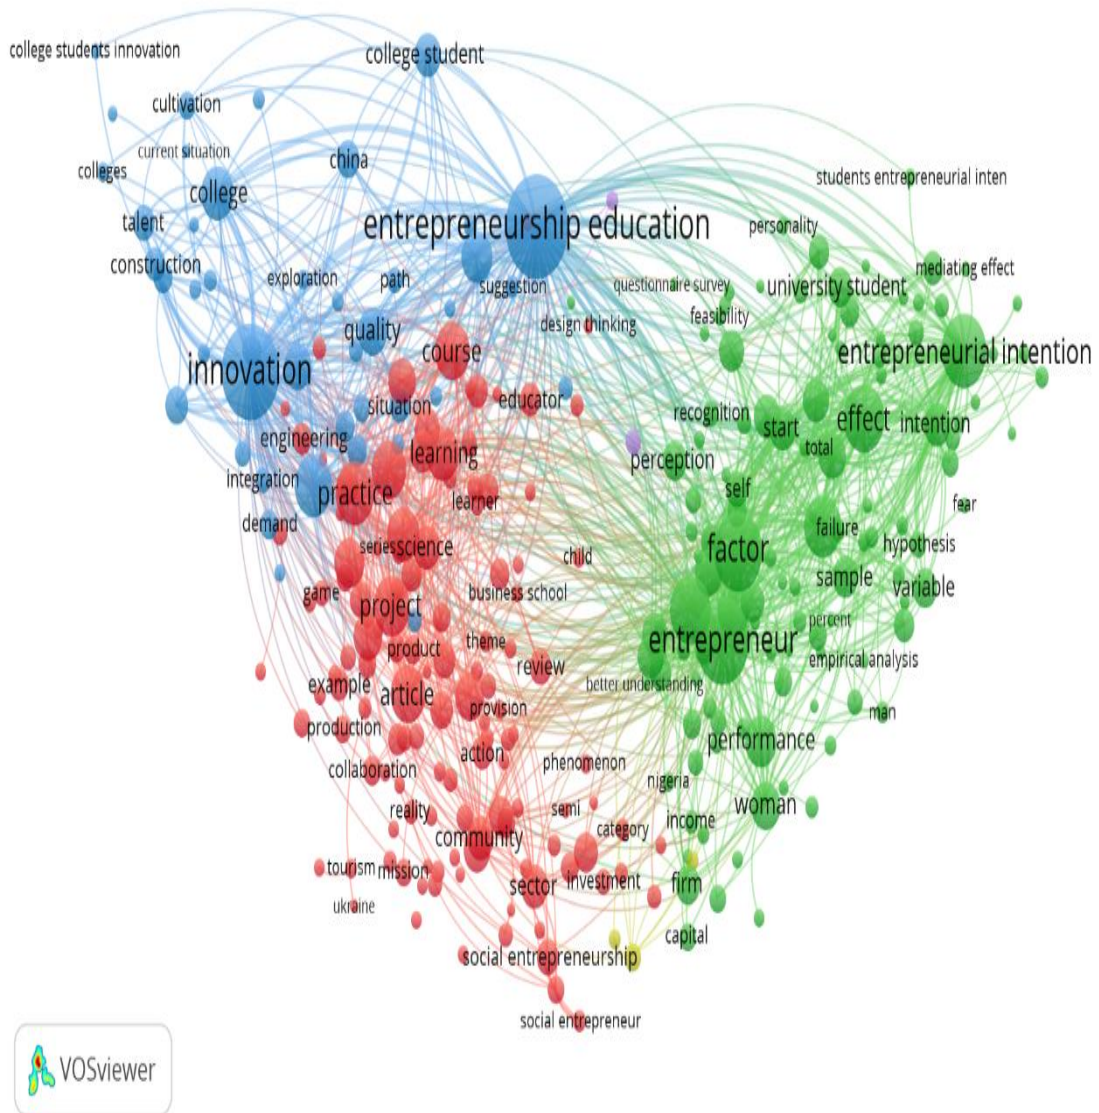 college students innovation
college student
cultivation
current situation
china
colleges
college
students entrepreneurial inten
talent
entrepreneurship education
personality
construction
exploration
path
suggestion
questionnaire survey
university student
mediating effect
design thinking
feasibility
quality
course
innovation
entrepreneurial intention
situation
educator
recognition
start
effect
intention
engineering
learning
total
integration
practice
learner
perception
self
demand
fear
series
science
child
factor
failure
hypothesis
game
business school
sample
variable
project
product
theme
review
entrepreneur
percent
empirical analysis
example
article
provision
better understanding
man
production
action
phenomenon
performance
collaboration
nigeria
reality
semi
category
income
woman
community
tourism
mission
sector
investment
firm
ukraine
capital
social entrepreneurship
social entrepreneur
VOSviewer